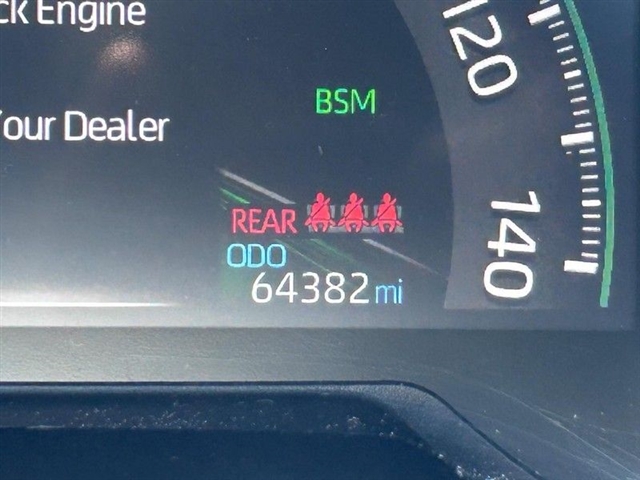 ck Engine
120
BSM
Your Dealer
140
REAR
ODO
64382 mi